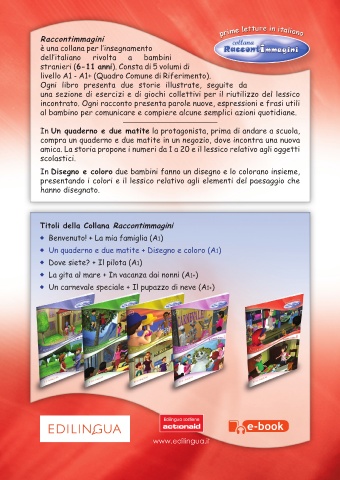 prime letture in italiano
collana
Raccontimmagini
Raccontimmagini
è una collana per l'insegnamento
dell'italiano rivolta a bambini
stranieri (6-11 anni). Consta di 5 volumi di
livello A1 - A1+ (Quadro Comune di Riferimento).
Ogni libro presenta due storie illustrate, seguite da
una sezione di esercizi e di giochi collettivi per il riutilizzo del lessico
incontrato. Ogni racconto presenta parole nuove, espressioni e frasi utili
al bambino per comunicare e compiere alcune semplici azioni quotidiane.
In Un quaderno e due matite la protagonista, prima di andare a scuola,
compra un quaderno e due matite in un negozio, dove incontra una nuova
amica. La storia propone i numeri da 1 a 20 e il lessico relativo agli oggetti
scolastici.
In Disegno e coloro due bambini fanno un disegno e lo colorano insieme,
presentando i colori e il lessico relativo agli elementi del paesaggio che
hanno disegnato.
Titoli della Collana Raccontimmagini
Benvenuto! + La mia famiglia (A1)
Un quaderno e due matite + Disegno e coloro (A1)
Dove siete? + Il pilota (A1)
La gita al mare + In vacanza dai nonni (A1+)
Un carnevale speciale + Il pupazzo di neve (A1+)
EDILINGUA
Edilingua sostiene
actionaid
www.edilingua.it
e-book